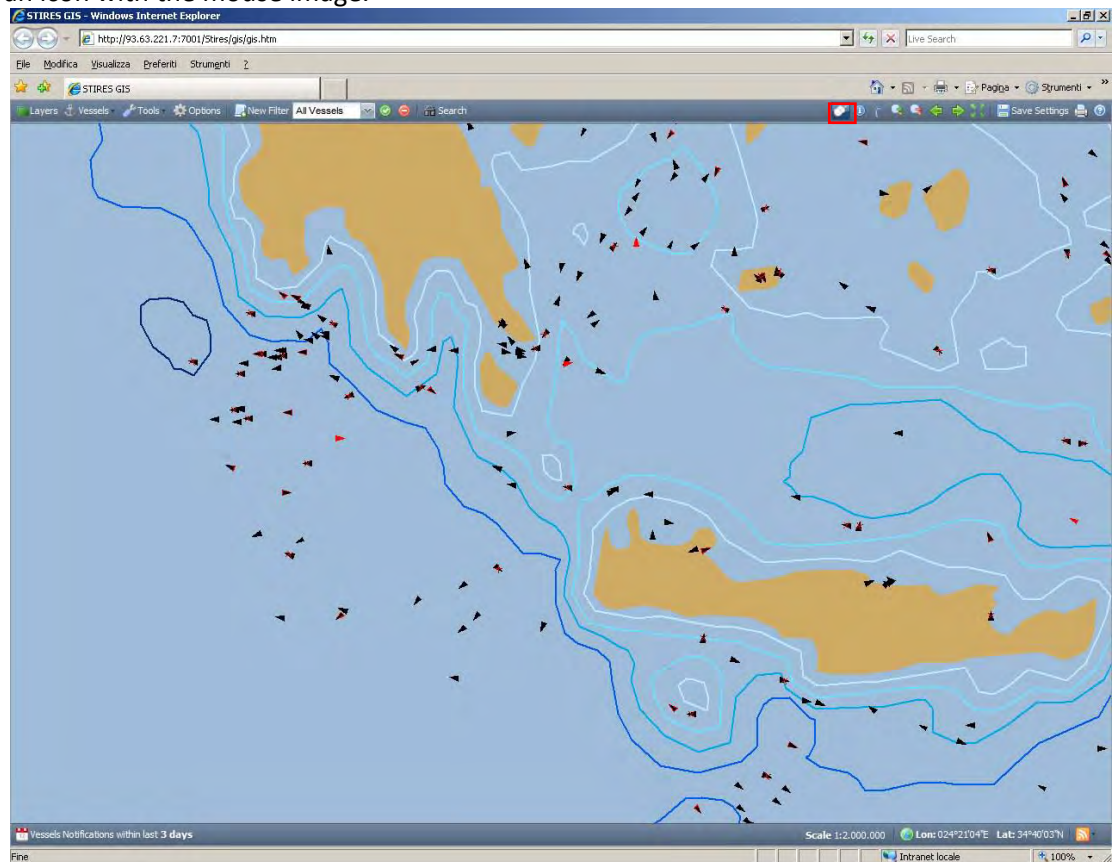 an icon with the mouse image.
STIRES GIS - Windows Internet Explorer
http://93.63.221.7:7001/Stires/gis/gis.htm
Live Search
File Modifica Visualizza Preferiti Strumenti ?
STIRES GIS
Pagina Strumenti
Layers Vessels Tools Options New Filter All Vessels Search Save Settings
Vessels Notifications within last 3 days
Scale 1:2.000.000 Lon: 024°21'04"E Lat: 34°40'03"N
Fine Intranet locale 100%